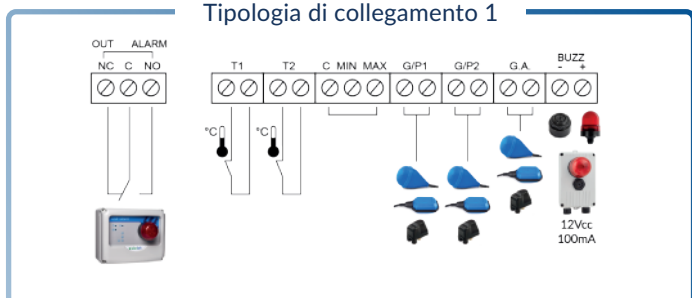 Tipologia di collegamento 1
OUT ALARM
NC C NO
T1 T2 C MIN MAX G/P1 G/P2 G.A. BUZZ
- +
°C °C
12Vcc
100mA